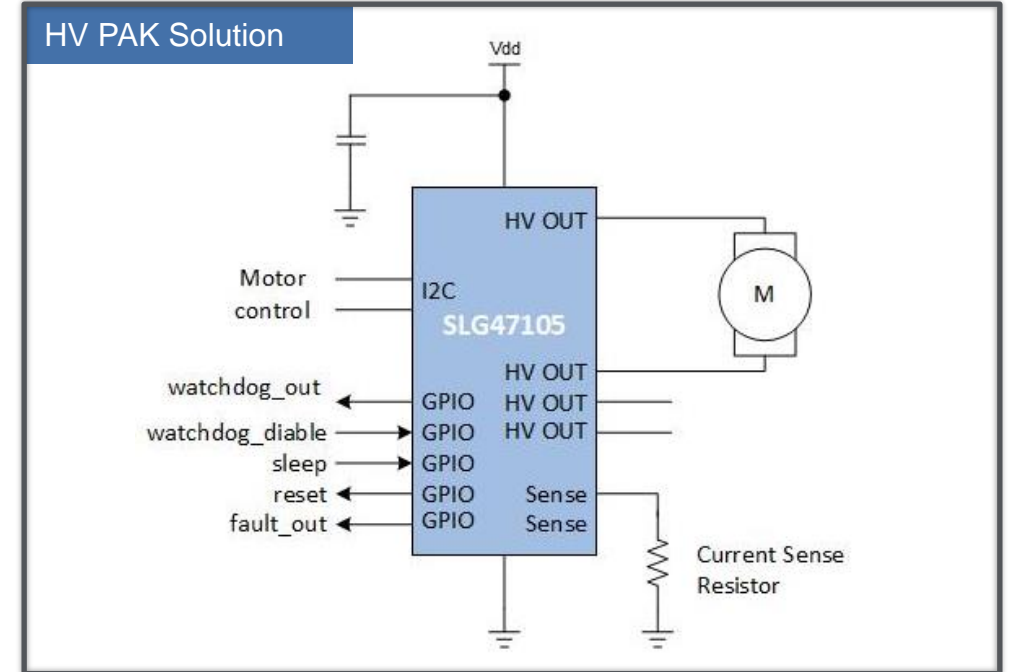 HV PAK Solution
Vdd
HV OUT
Motor
control
I2C
SLG47105
M
HV OUT
watchdog_out
GPIO
HV OUT
watchdog_diable
GPIO
HV OUT
sleep
GPIO
reset
GPIO
Sense
fault_out
GPIO
Sense
Current Sense
Resistor